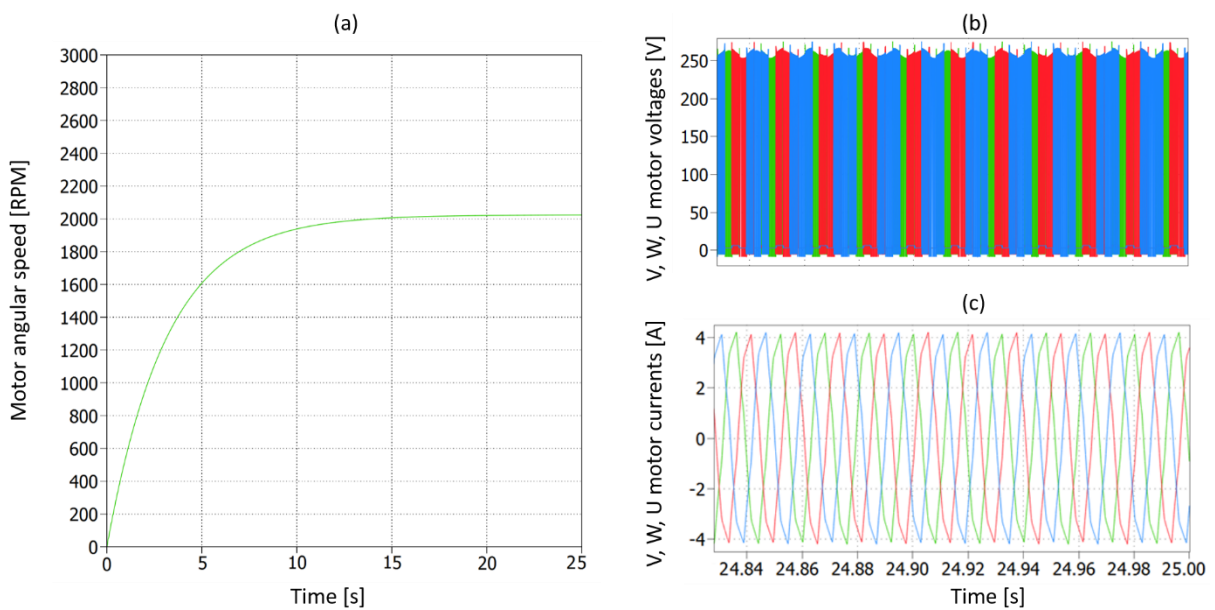 (a)
Motor angular speed [RPM]
3000
2800
2600
2400
2200
2000
1800
1600
1400
1200
1000
800
600
400
200
0
0 5 10 15 20 25
Time [s]
(b)
V, W, U motor voltages [V]
250
200
150
100
50
0
(c)
V, W, U motor currents [A]
4
2
0
-2
-4
24.84 24.86 24.88 24.90 24.92 24.94 24.96 24.98 25.00
Time [s]